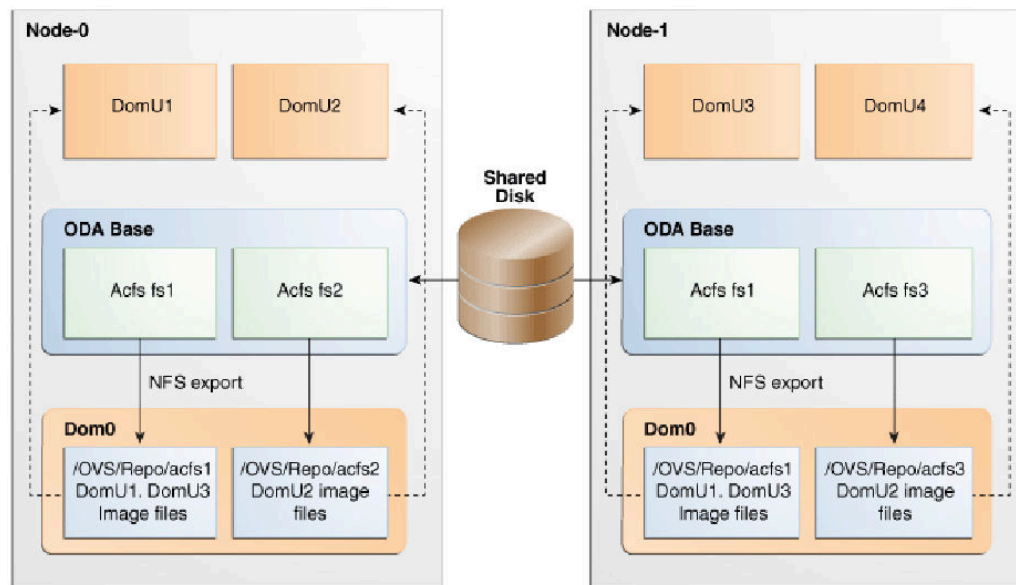 Node-0
DomU1
DomU2
ODA Base
Acfs fs1
Acfs fs2
NFS export
Dom0
/OVS/Repo/acfs1
DomU1. DomU3
Image files
/OVS/Repo/acfs2
DomU2 image
files
Shared
Disk
Node-1
DomU3
DomU4
ODA Base
Acfs fs1
Acfs fs3
NFS export
Dom0
/OVS/Repo/acfs1
DomU1. DomU3
Image files
/OVS/Repo/acfs3
DomU2 image
files